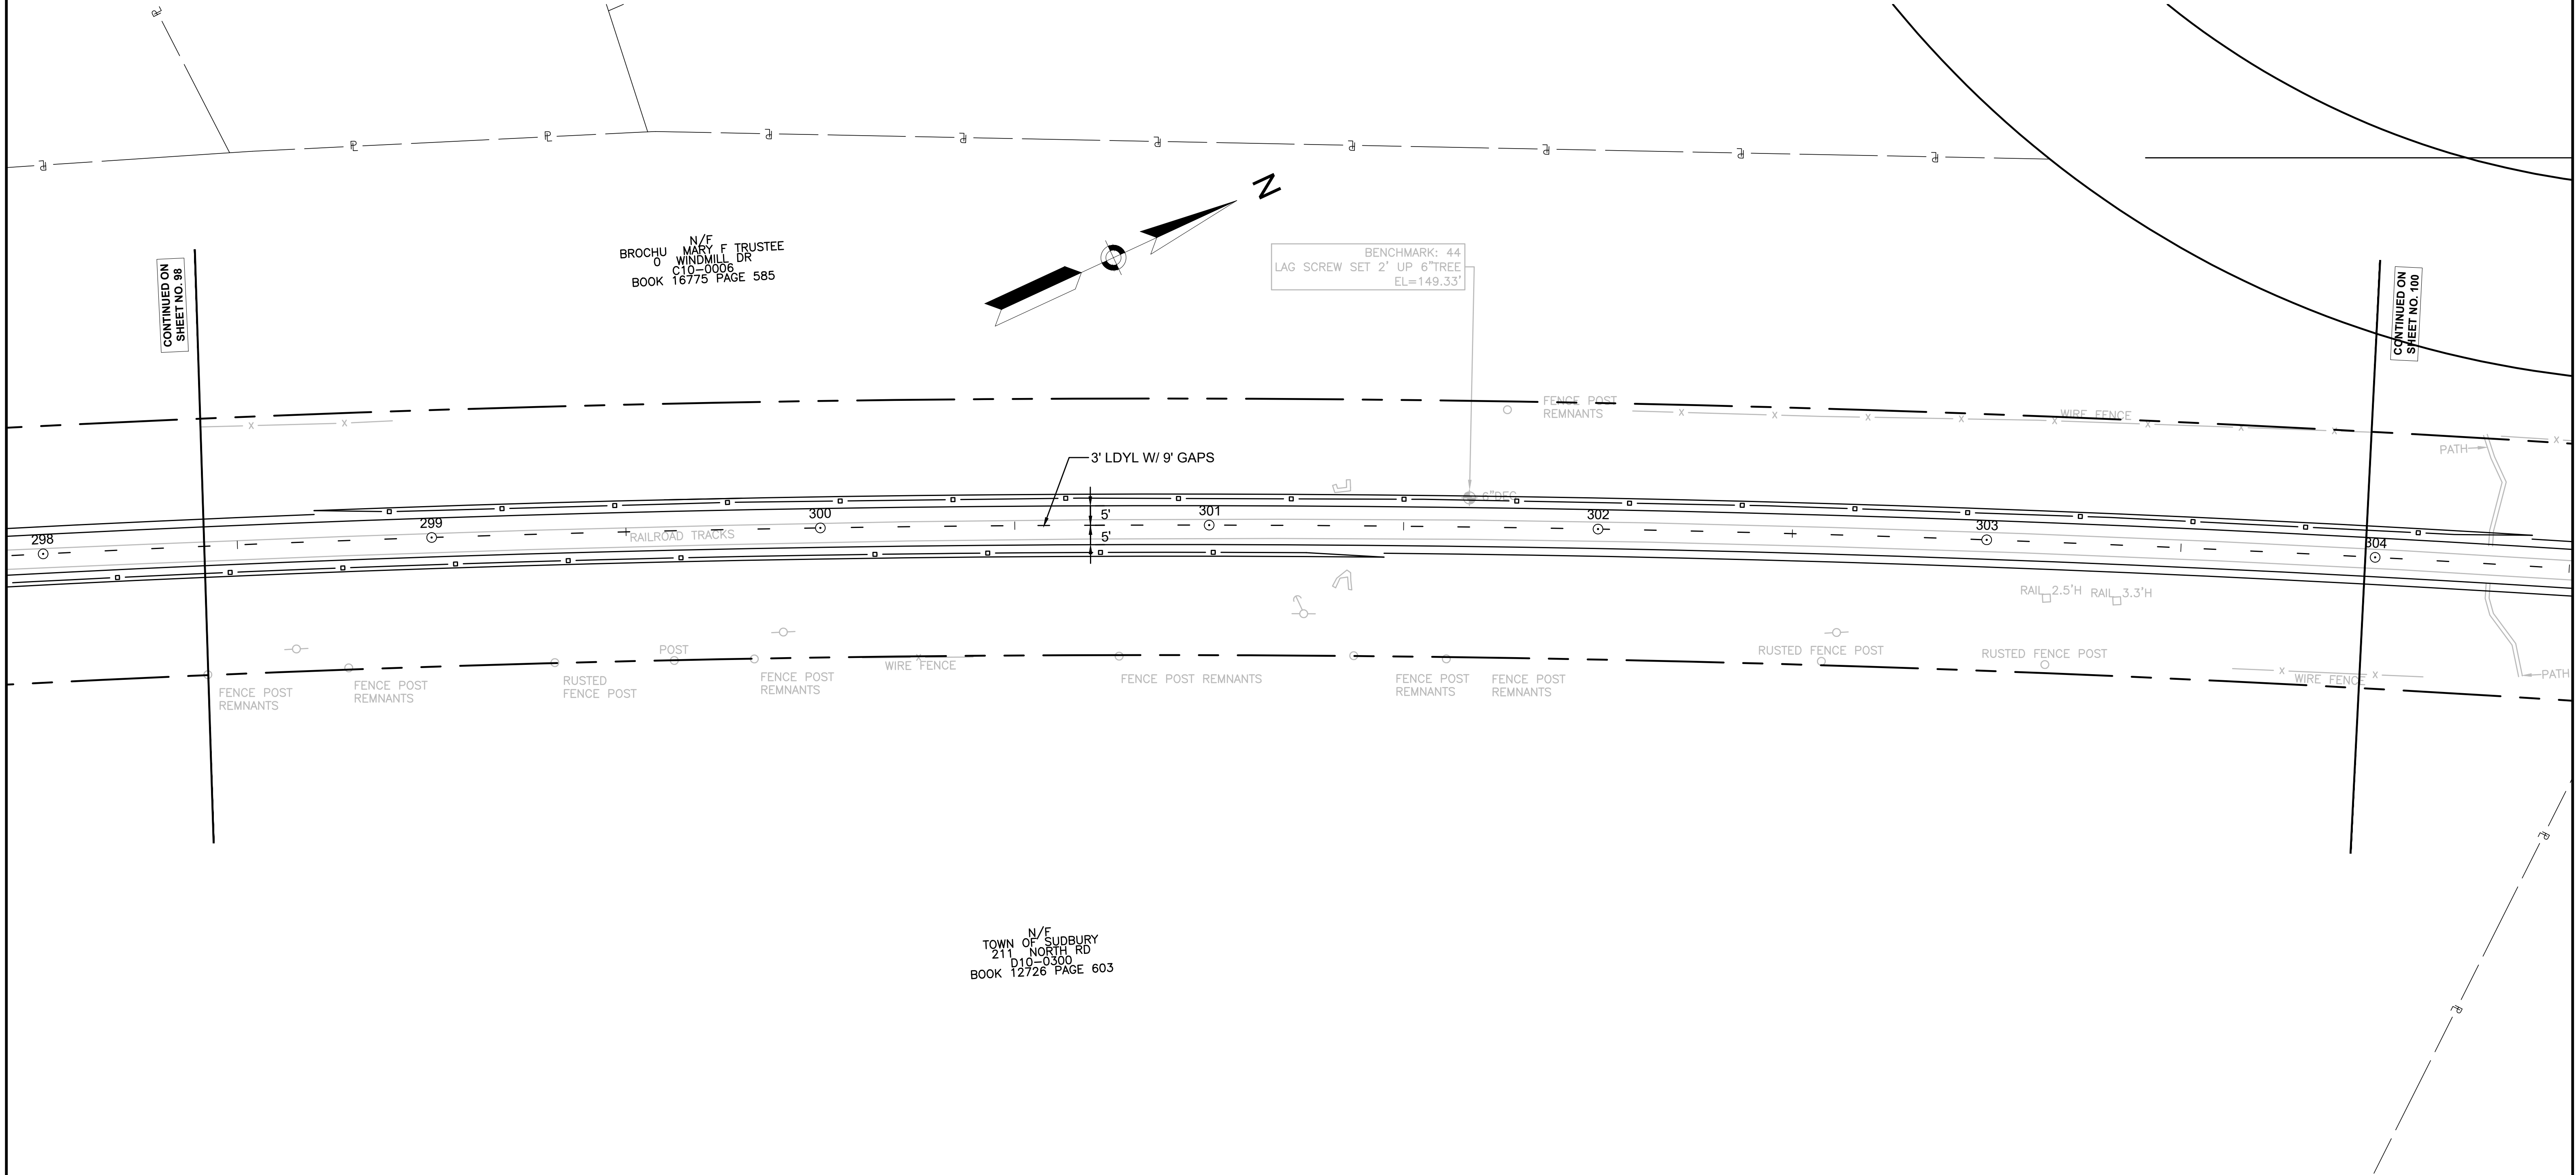 N
N/F
BROCHU MARY F TRUSTEE
0 WINDMILL DR
C10-0006
BOOK 16775 PAGE 585
BENCHMARK: 44
LAG SCREW SET 2' UP 6"TREE
EL=149.33'
CONTINUED ON
SHEET NO. 98
CONTINUED ON
SHEET NO. 100
FENCE POST
REMNANTS
WIRE FENCE
PATH
3' LDYL W/ 9' GAPS
6"DEC
298
299
300
301
302
303
304
5'
5'
RAILROAD TRACKS
RAIL 2.5'H
RAIL 3.3'H
FENCE POST
REMNANTS
FENCE POST
REMNANTS
RUSTED
FENCE POST
POST
FENCE POST
REMNANTS
WIRE FENCE
FENCE POST REMNANTS
FENCE POST
REMNANTS
FENCE POST
REMNANTS
RUSTED FENCE POST
RUSTED FENCE POST
WIRE FENCE
PATH
N/F
TOWN OF SUDBURY
211 NORTH RD
D10-0300
BOOK 12726 PAGE 603